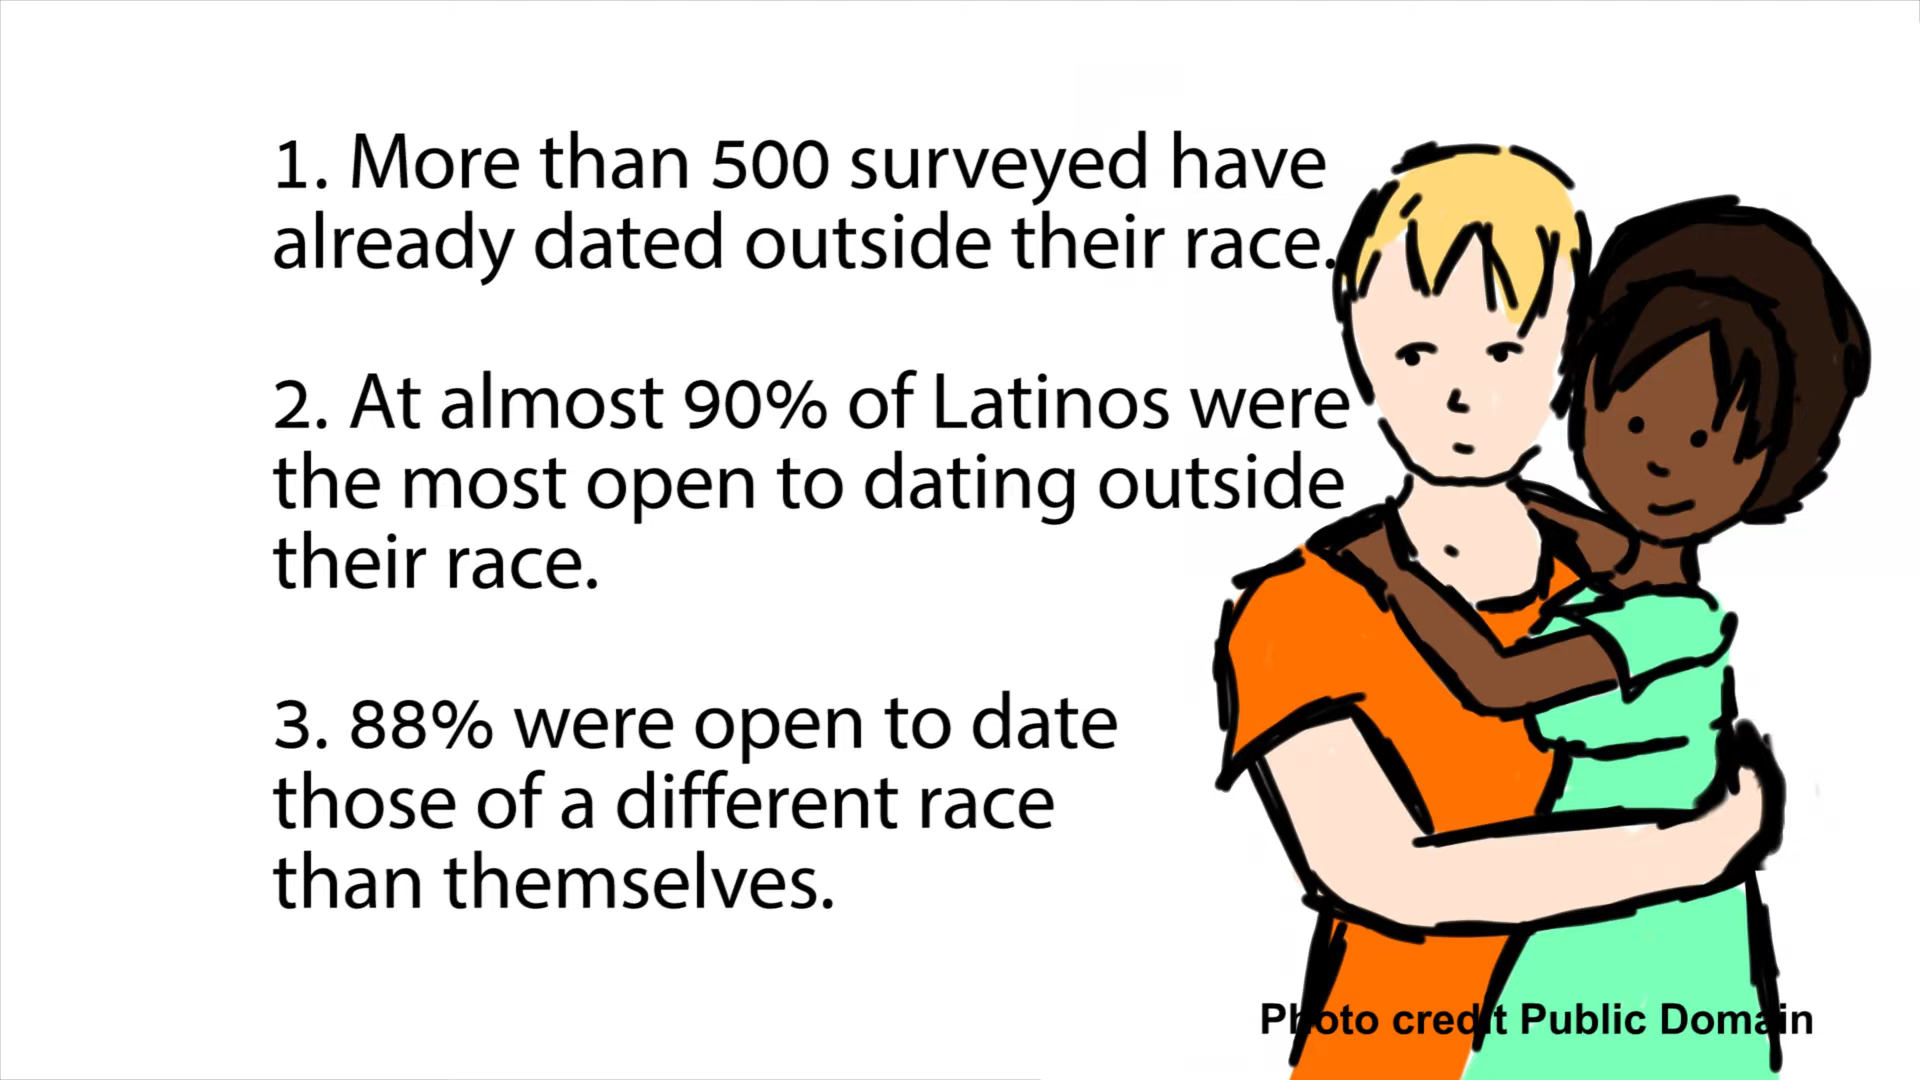 1. More than 500 surveyed have
already dated outside their race.
2. At almost 90% of Latinos were
the most open to dating outside
their race.
3. 88% were open to date
those of a different race
than themselves.
Photo credit Public Domain